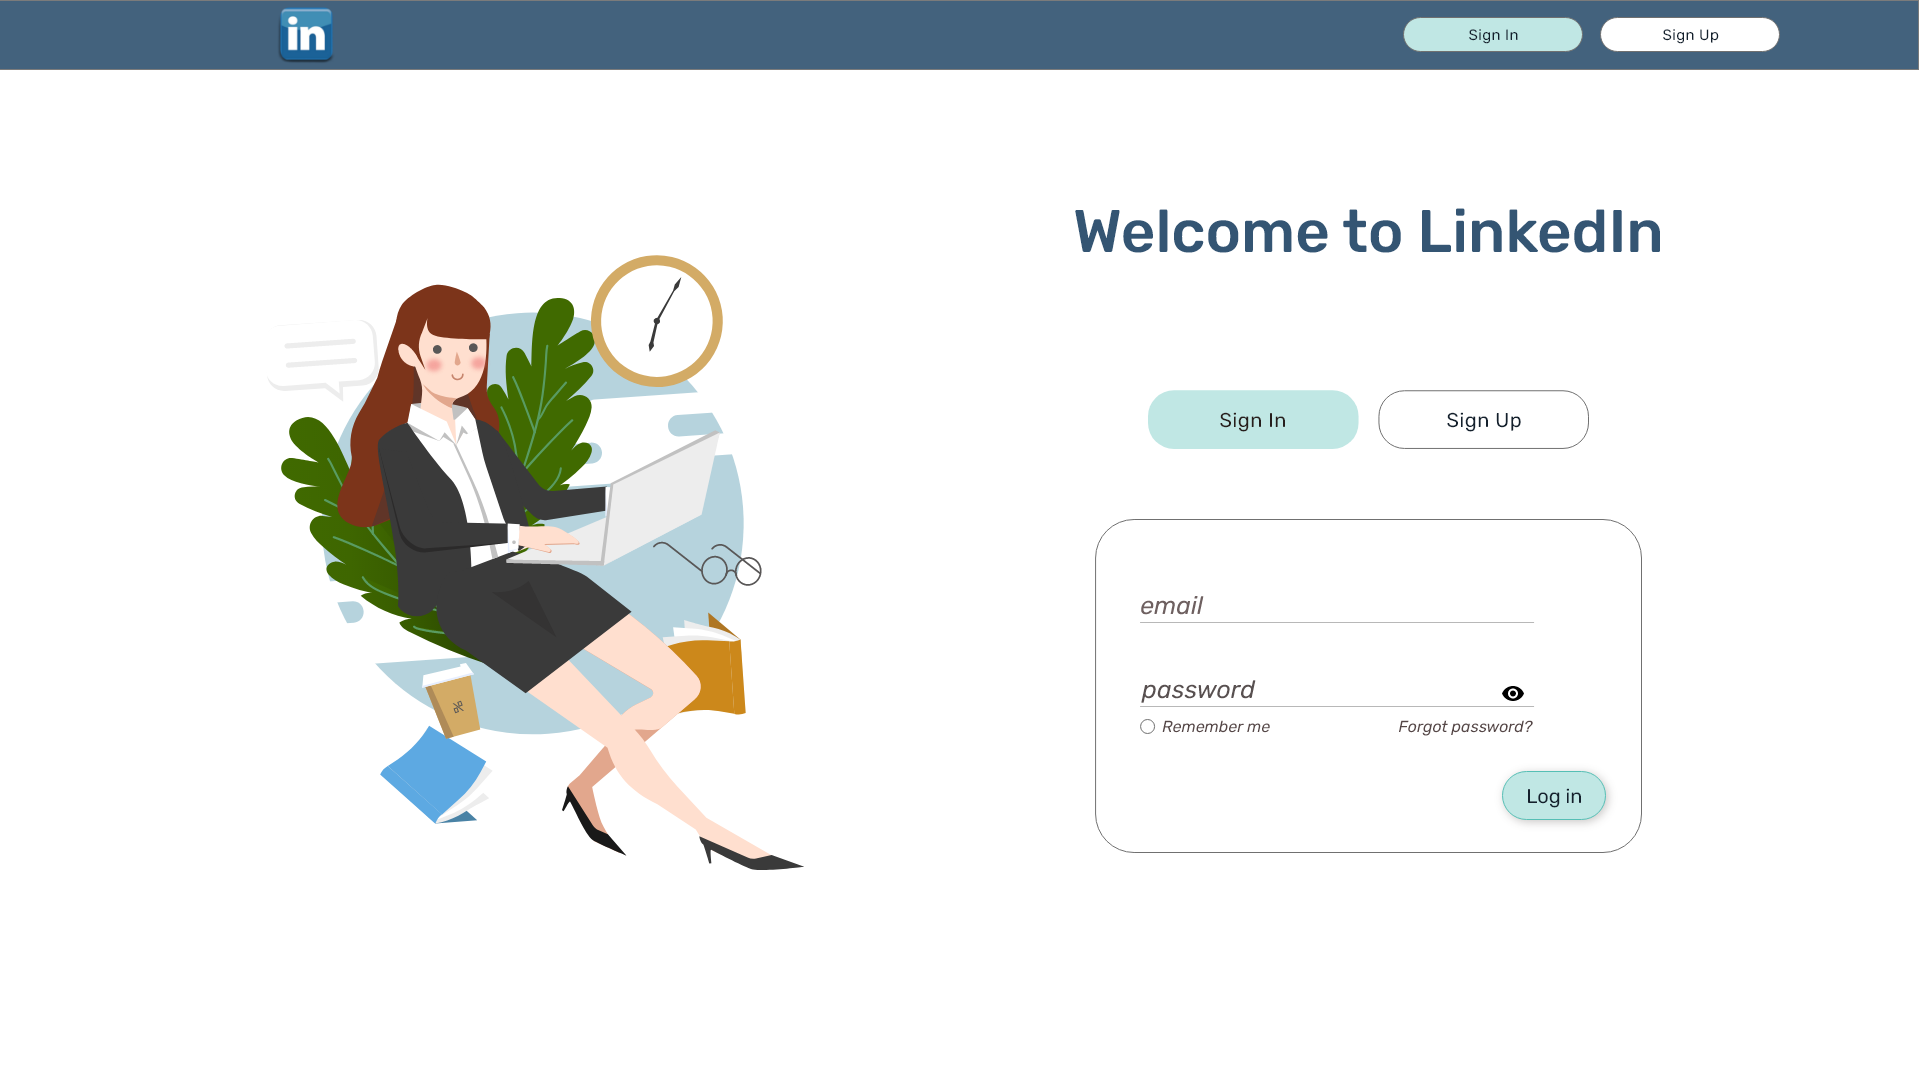 in
Sign In
Sign Up
Welcome to LinkedIn
Sign In
Sign Up
email
password
Remember me
Forgot password?
Log in